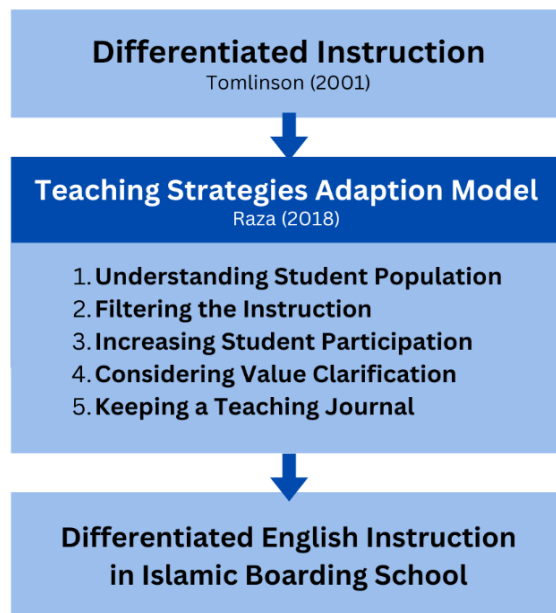 Differentiated Instruction
Tomlinson (2001)
Teaching Strategies Adaption Model
Raza (2018)
1. Understanding Student Population
2. Filtering the Instruction
3. Increasing Student Participation
4. Considering Value Clarification
5. Keeping a Teaching Journal
Differentiated English Instruction
in Islamic Boarding School